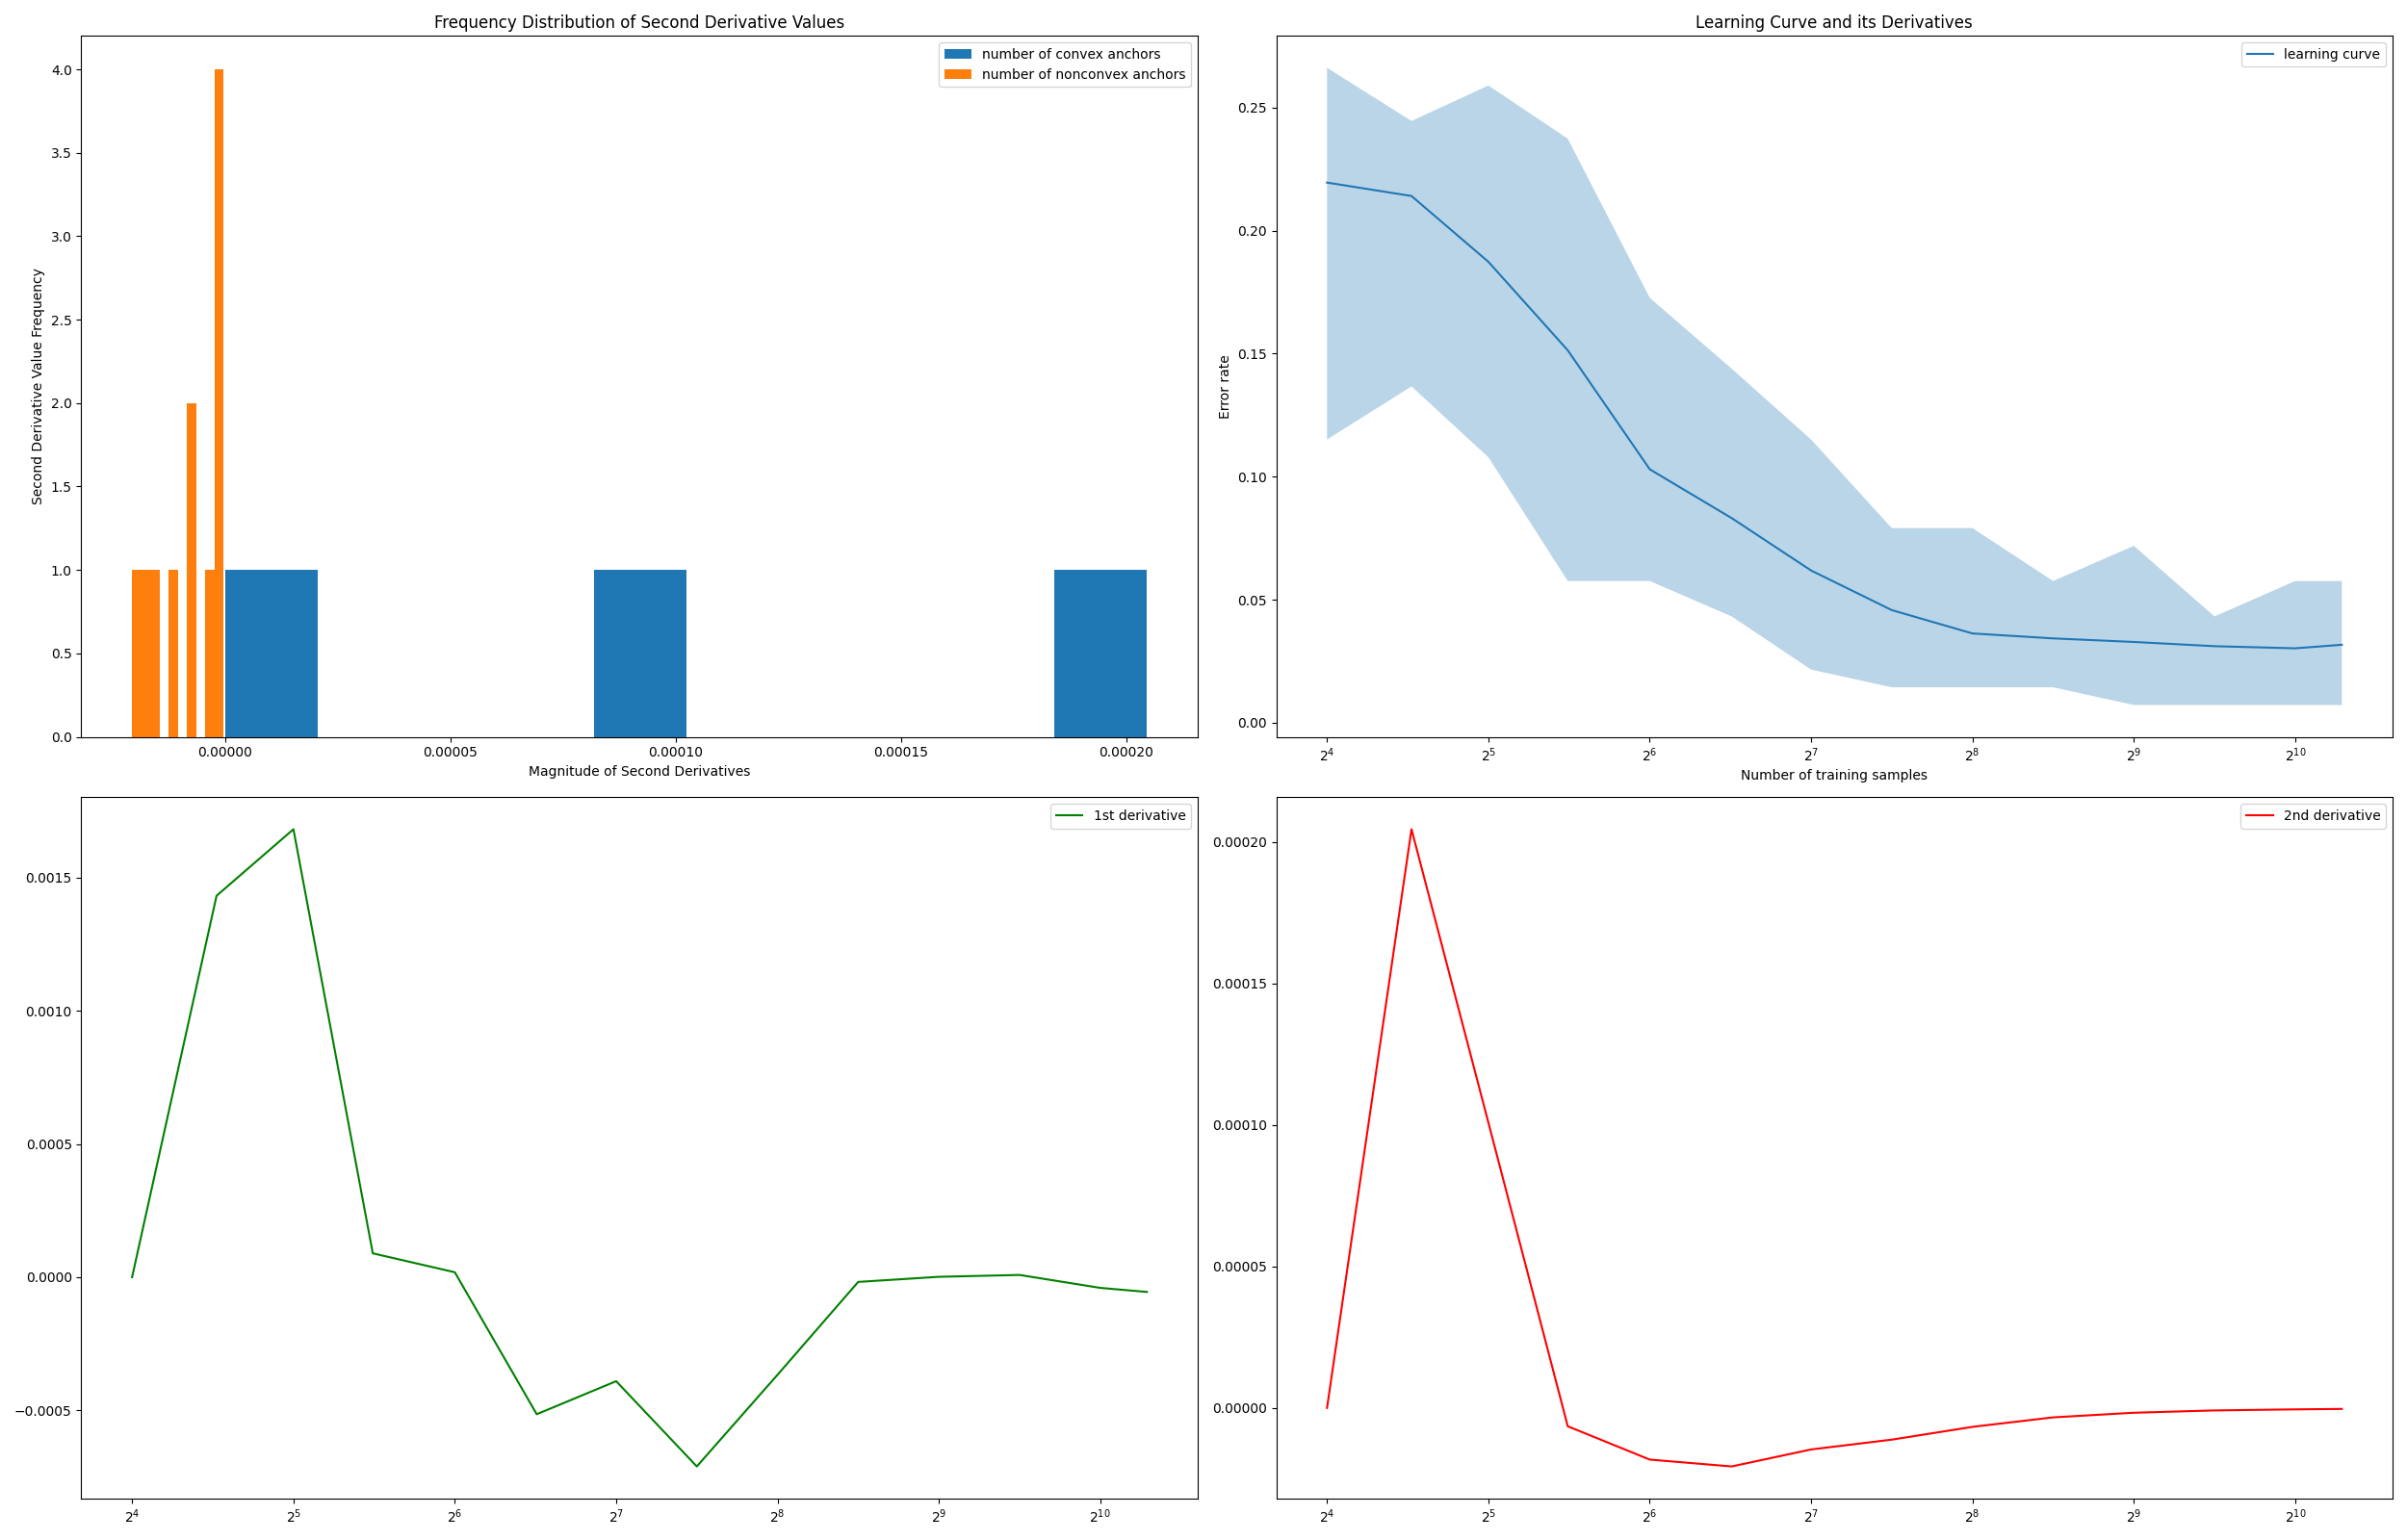 Frequency Distribution of Second Derivative Values
number of convex anchors
number of nonconvex anchors
Second Derivative Value Frequency
4.0
3.5
3.0
2.5
2.0
1.5
1.0
0.5
0.0
0.00000 0.00005 0.00010 0.00015 0.00020
Magnitude of Second Derivatives
Learning Curve and its Derivatives
learning curve
Error rate
0.25
0.20
0.15
0.10
0.05
0.00
2⁴ 2⁵ 2⁶ 2⁷ 2⁸ 2⁹ 2¹⁰
Number of training samples
1st derivative
0.0015
0.0010
0.0005
0.0000
−0.0005
2⁴ 2⁵ 2⁶ 2⁷ 2⁸ 2⁹ 2¹⁰
2nd derivative
0.00020
0.00015
0.00010
0.00005
0.00000
2⁴ 2⁵ 2⁶ 2⁷ 2⁸ 2⁹ 2¹⁰